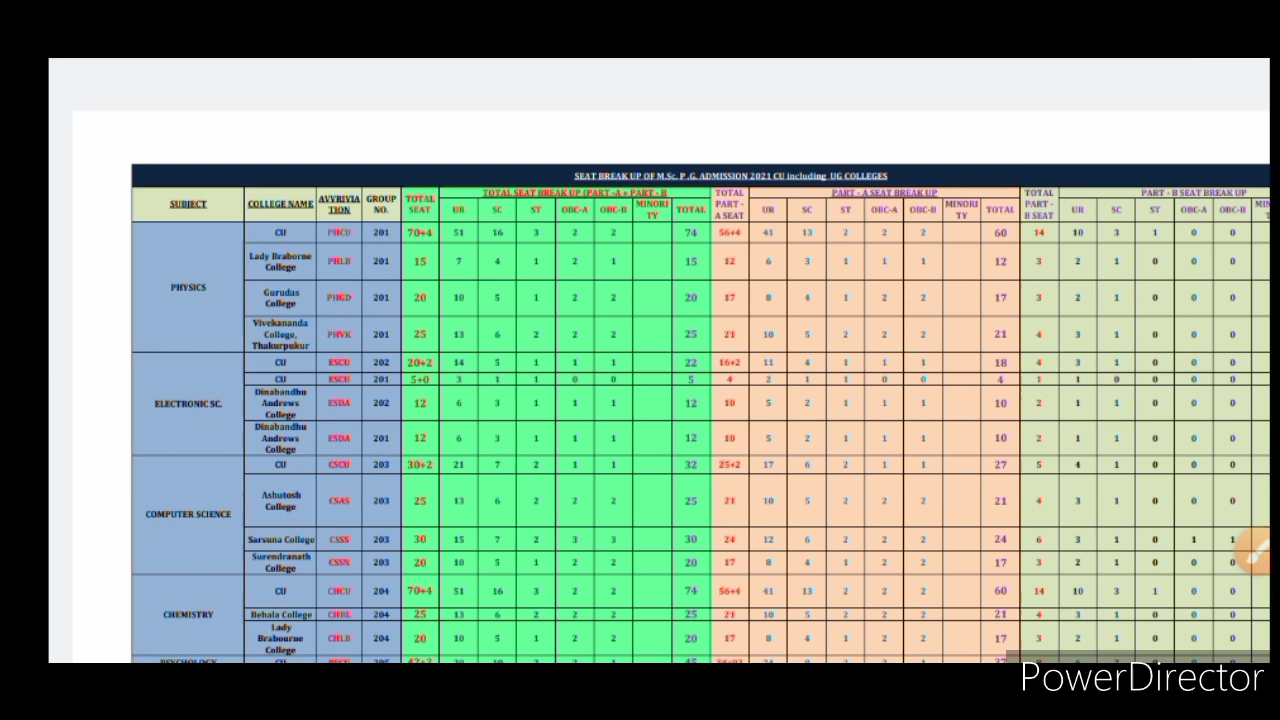 SEAT BREAK UP OF M.Sc. P .G. ADMISSION 2021 CU including UG COLLEGES
SUBJECT COLLEGE NAME AVVRIVIATION GROUP NO. TOTAL SEAT TOTAL SEAT BREAK UP (PART -A + PART - B TOTAL PART - A SEAT PART - A SEAT BREAK UP TOTAL PART - B SEAT PART - B SEAT BREAK UP
UR SC ST OBC-A OBC-B MINORITY TOTAL UR SC ST OBC-A OBC-B MINORITY TOTAL UR SC ST OBC-A OBC-B
PHYSICS
CU PHCU 201 70+4 51 16 3 2 2 74 56+4 41 13 2 2 2 60 14 10 3 1 0 0
Lady Braborne College PHLB 201 15 7 4 1 2 1 15 12 6 3 1 1 1 12 3 2 1 0 0 0
Gurudas College PHGD 201 20 10 5 1 2 2 20 17 8 4 1 2 2 17 3 2 1 0 0 0
Vivekananda College, Thakurpukur PHVK 201 25 13 6 2 2 2 25 21 10 5 2 2 2 21 4 3 1 0 0 0
ELECTRONIC SC.
CU ESCU 202 20+2 14 5 1 1 1 22 16+2 11 4 1 1 1 18 4 3 1 0 0 0
CU ESCU 201 5+0 3 1 1 0 0 5 4 2 1 1 0 0 4 1 1 0 0 0 0
Dinabandhu Andrews College ESDA 202 12 6 3 1 1 1 12 10 5 2 1 1 1 10 2 1 1 0 0 0
Dinabandhu Andrews College ESDA 201 12 6 3 1 1 1 12 10 5 2 1 1 1 10 2 1 1 0 0 0
COMPUTER SCIENCE
CU CSCU 203 30+2 21 7 2 1 1 32 25+2 17 6 2 1 1 27 5 4 1 0 0 0
Ashutosh College CSAS 203 25 13 6 2 2 2 25 21 10 5 2 2 2 21 4 3 1 0 0 0
Sarsuna College CSSS 203 30 15 7 2 3 3 30 24 12 6 2 2 2 24 6 3 1 0 1 1
Surendranath College CSSN 203 20 10 5 1 2 2 20 17 8 4 1 2 2 17 3 2 1 0 0 0
CHEMISTRY
CU CHCU 204 70+4 51 16 3 2 2 74 56+4 41 13 2 2 2 60 14 10 3 1 0 0
Behala College CHBL 204 25 13 6 2 2 2 25 21 10 5 2 2 2 21 4 3 1 0 0 0
Lady Brabourne College CHLB 204 20 10 5 1 2 2 20 17 8 4 1 2 2 17 3 2 1 0 0 0
PowerDirector